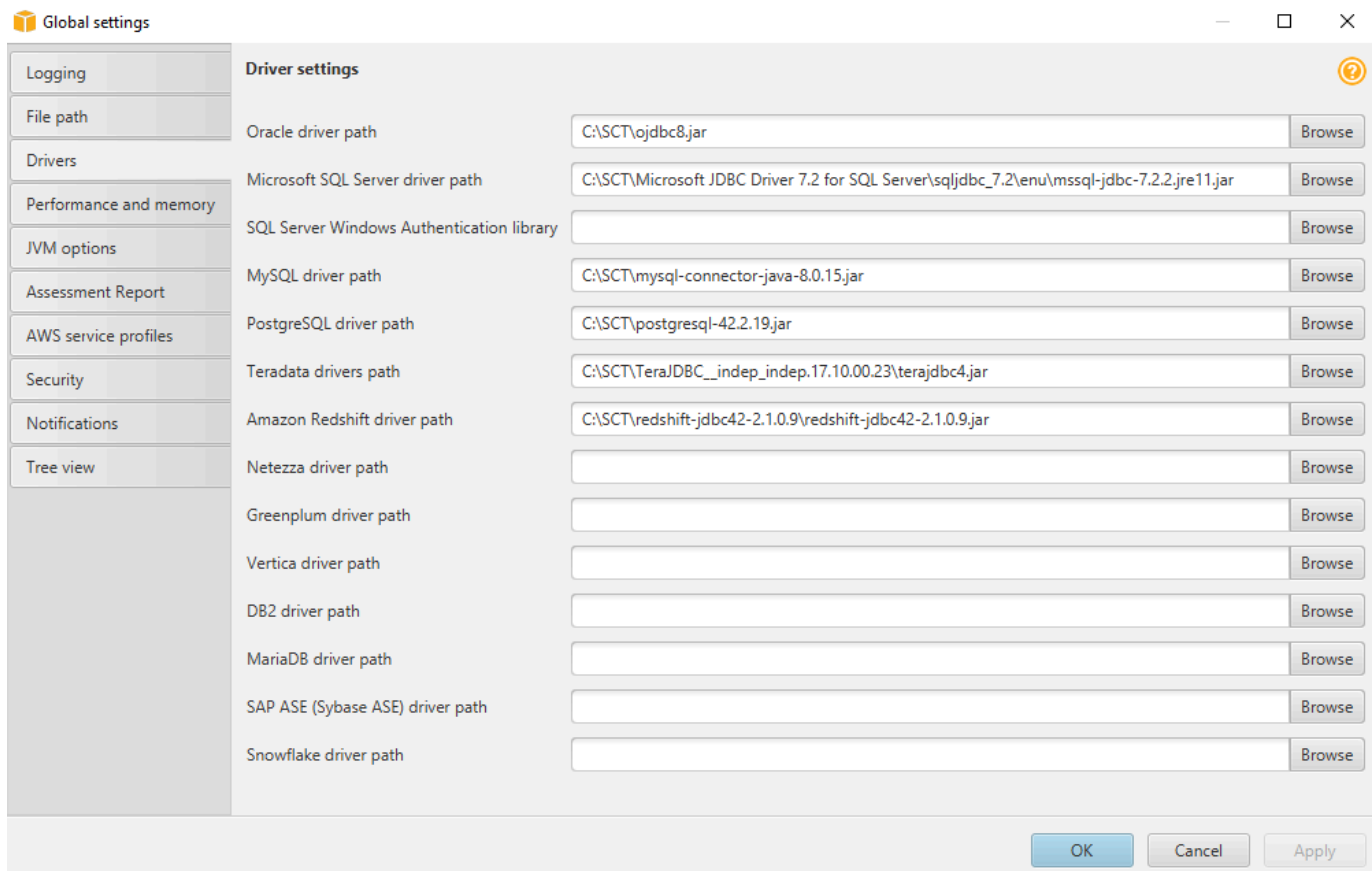 Global settings
Logging
File path
Drivers
Performance and memory
JVM options
Assessment Report
AWS service profiles
Security
Notifications
Tree view
Driver settings
?
Oracle driver path C:\SCT\ojdbc8.jar Browse
Microsoft SQL Server driver path C:\SCT\Microsoft JDBC Driver 7.2 for SQL Server\sqljdbc_7.2\enu\mssql-jdbc-7.2.2.jre11.jar Browse
SQL Server Windows Authentication library Browse
MySQL driver path C:\SCT\mysql-connector-java-8.0.15.jar Browse
PostgreSQL driver path C:\SCT\postgresql-42.2.19.jar Browse
Teradata drivers path C:\SCT\TeraJDBC__indep_indep.17.10.00.23\terajdbc4.jar Browse
Amazon Redshift driver path C:\SCT\redshift-jdbc42-2.1.0.9\redshift-jdbc42-2.1.0.9.jar Browse
Netezza driver path Browse
Greenplum driver path Browse
Vertica driver path Browse
DB2 driver path Browse
MariaDB driver path Browse
SAP ASE (Sybase ASE) driver path Browse
Snowflake driver path Browse
OK Cancel Apply